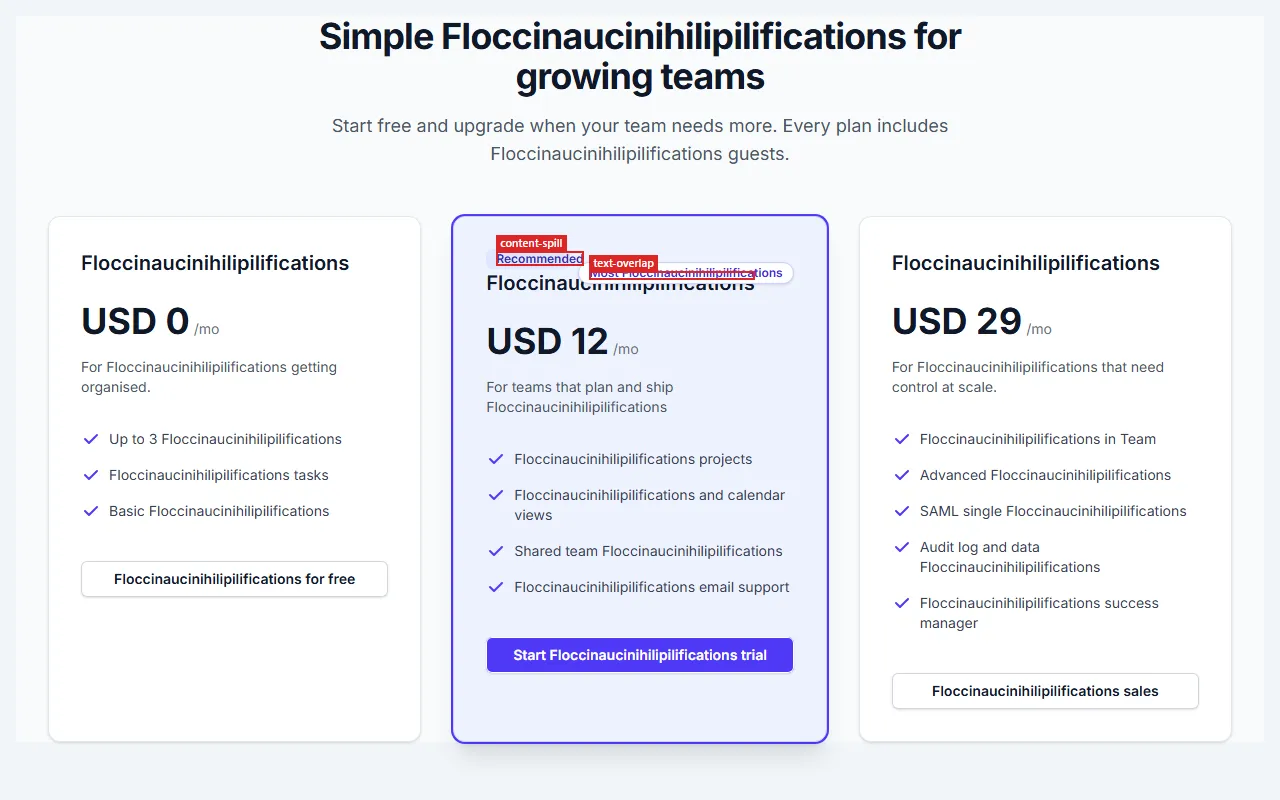 Simple Floccinaucinihilipilifications for
growing teams
Start free and upgrade when your team needs more. Every plan includes
Floccinaucinihilipilifications guests.
Floccinaucinihilipilifications
USD 0 /mo
For Floccinaucinihilipilifications getting
organised.
Up to 3 Floccinaucinihilipilifications
Floccinaucinihilipilifications tasks
Basic Floccinaucinihilipilifications
Floccinaucinihilipilifications for free
content-spill
Recommended
text-overlap
Most Floccinaucinihilipilifications
Floccinaucinihilipilifications
USD 12 /mo
For teams that plan and ship
Floccinaucinihilipilifications
Floccinaucinihilipilifications projects
Floccinaucinihilipilifications and calendar
views
Shared team Floccinaucinihilipilifications
Floccinaucinihilipilifications email support
Start Floccinaucinihilipilifications trial
Floccinaucinihilipilifications
USD 29 /mo
For Floccinaucinihilipilifications that need
control at scale.
Floccinaucinihilipilifications in Team
Advanced Floccinaucinihilipilifications
SAML single Floccinaucinihilipilifications
Audit log and data
Floccinaucinihilipilifications
Floccinaucinihilipilifications success
manager
Floccinaucinihilipilifications sales